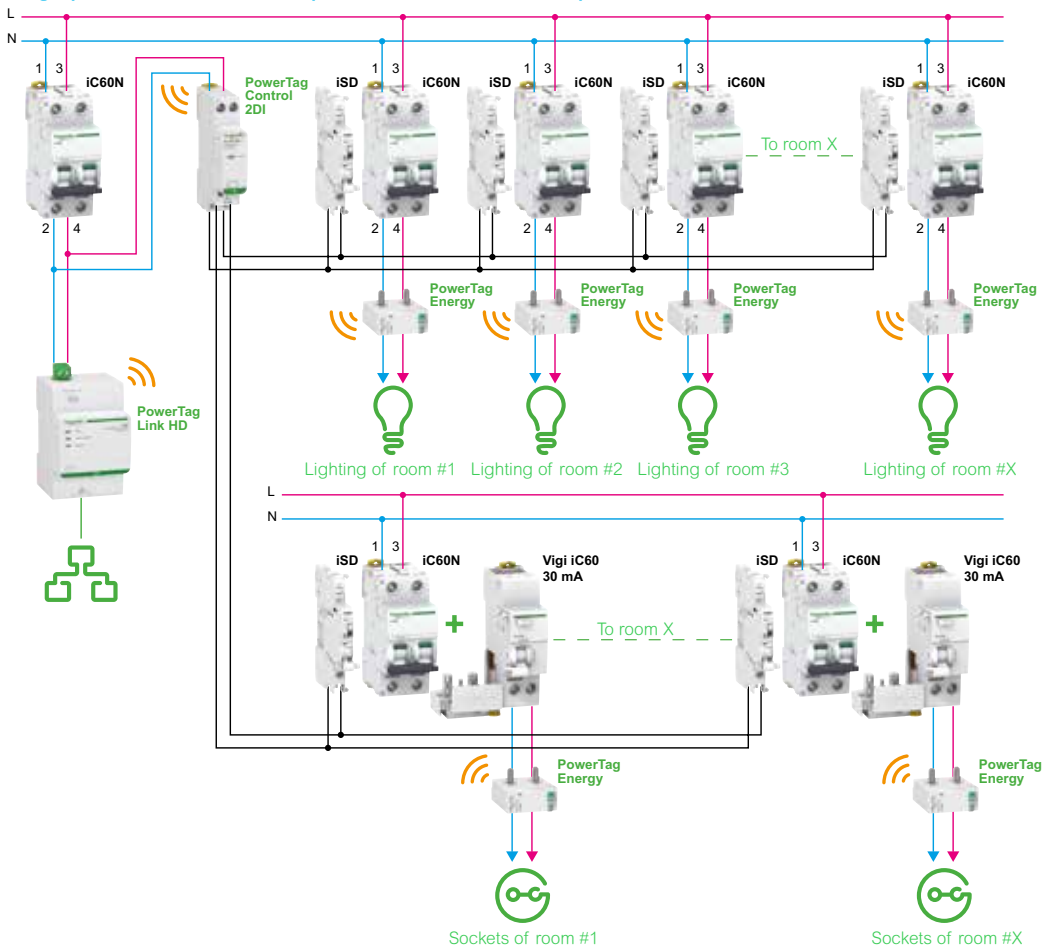 L
N
1 3 iC60N
PowerTag
Control
2DI
iSD 1 3 iC60N
iSD 1 3 iC60N
iSD 1 3 iC60N
To room X
iSD 1 3 iC60N
2 4
2 4
2 4
2 4
2 4
PowerTag
Energy
PowerTag
Energy
PowerTag
Energy
PowerTag
Energy
PowerTag
Link HD
Lighting of room #1
Lighting of room #2
Lighting of room #3
Lighting of room #X
L
N
iSD 1 3 iC60N
+
Vigi iC60
30 mA
To room X
iSD 1 3 iC60N
+
Vigi iC60
30 mA
PowerTag
Energy
PowerTag
Energy
Sockets of room #1
Sockets of room #X